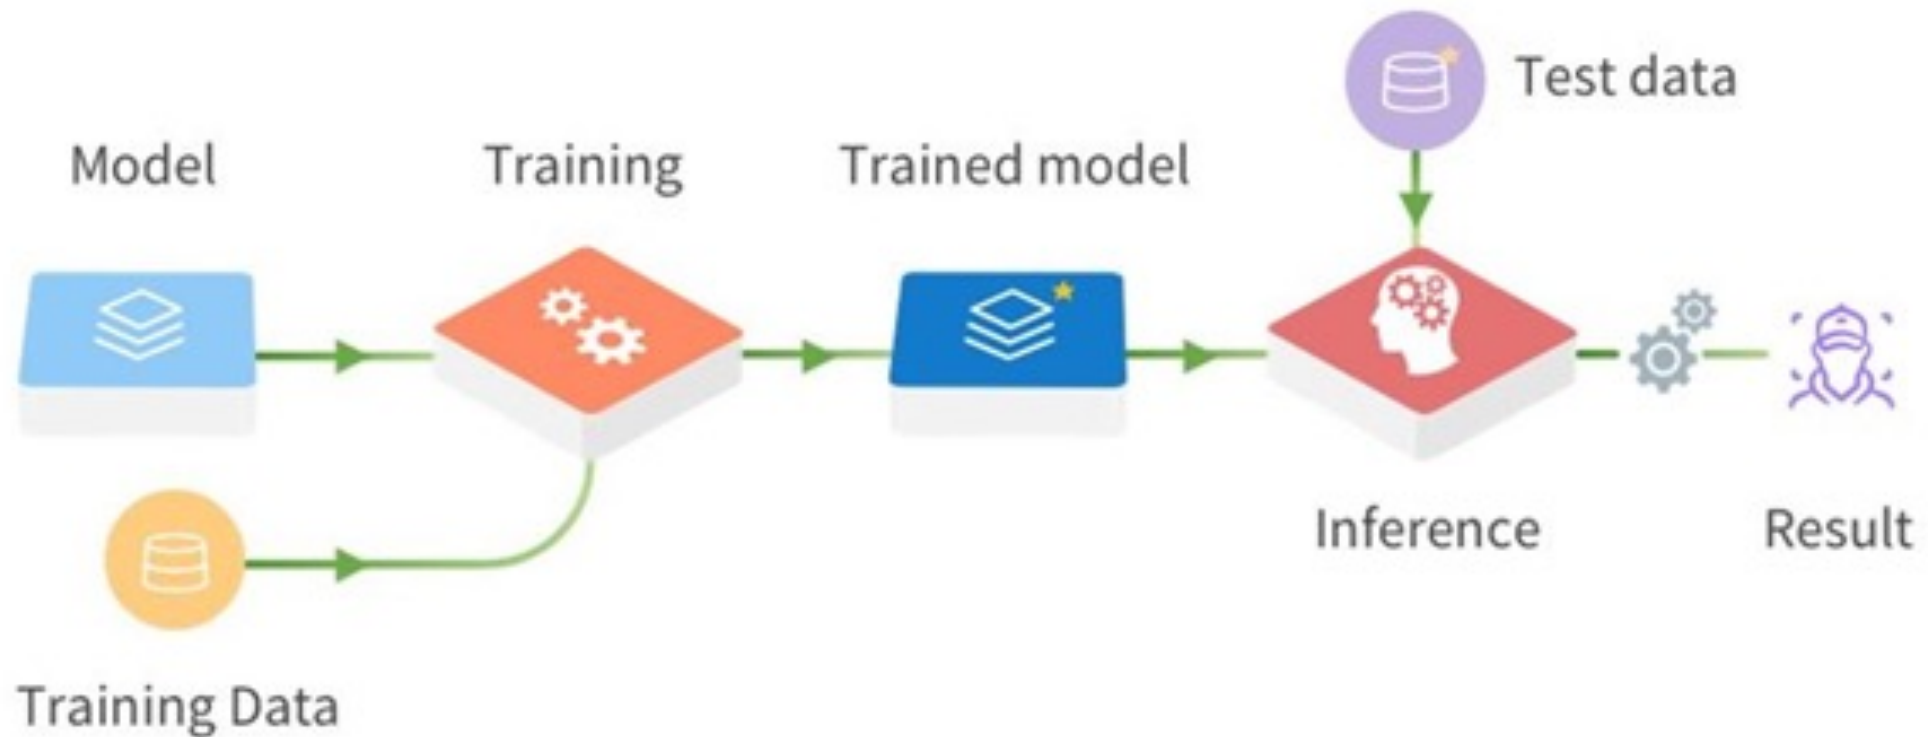 Test data
Model
Training
Trained model
Inference
Result
Training Data